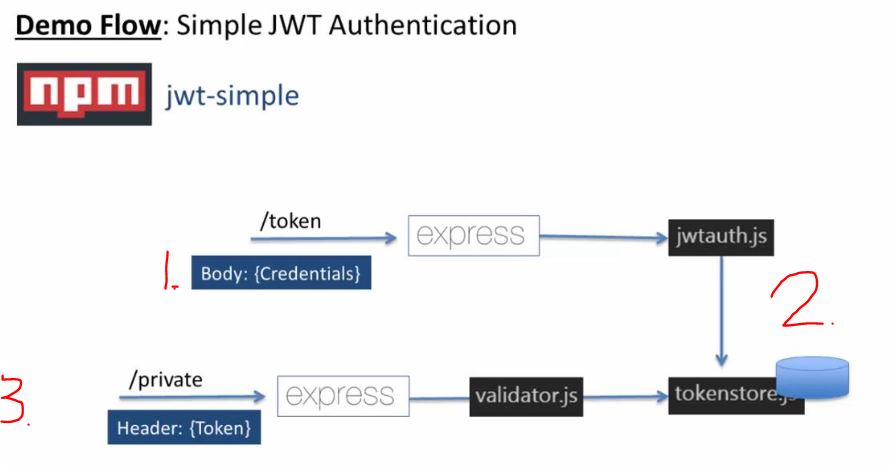 Demo Flow: Simple JWT Authentication
npm jwt-simple
/token
express
jwtauth.js
1.
Body: {Credentials}
2.
3.
/private
express
validator.js
tokenstore.js
Header: {Token}